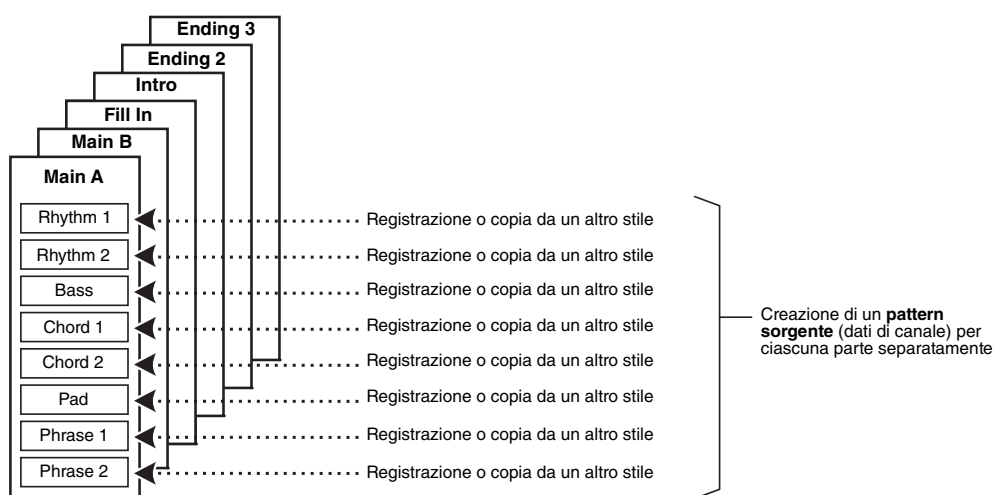 Ending 3
Ending 2
Intro
Fill In
Main B
Main A
Rhythm 1
Registrazione o copia da un altro stile
Rhythm 2
Registrazione o copia da un altro stile
Bass
Registrazione o copia da un altro stile
Chord 1
Registrazione o copia da un altro stile
Chord 2
Registrazione o copia da un altro stile
Pad
Registrazione o copia da un altro stile
Phrase 1
Registrazione o copia da un altro stile
Phrase 2
Registrazione o copia da un altro stile
Creazione di un pattern
sorgente (dati di canale) per
ciascuna parte separatamente